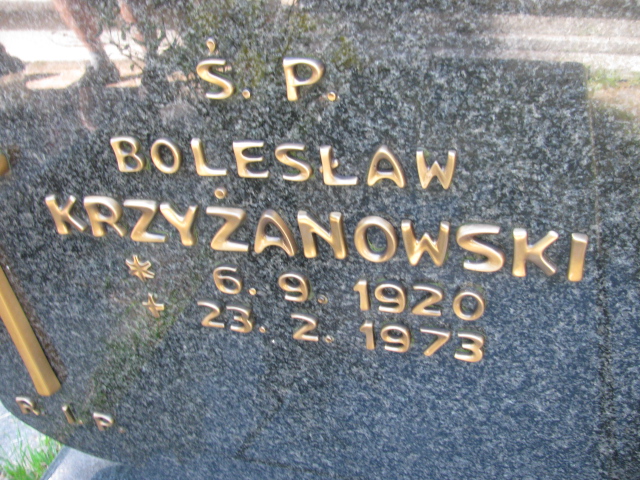 Ś. P.
BOLESŁAW
KRZYŻANOWSKI
* 6. 9. 1920
+ 23. 2. 1973
R. I. P.